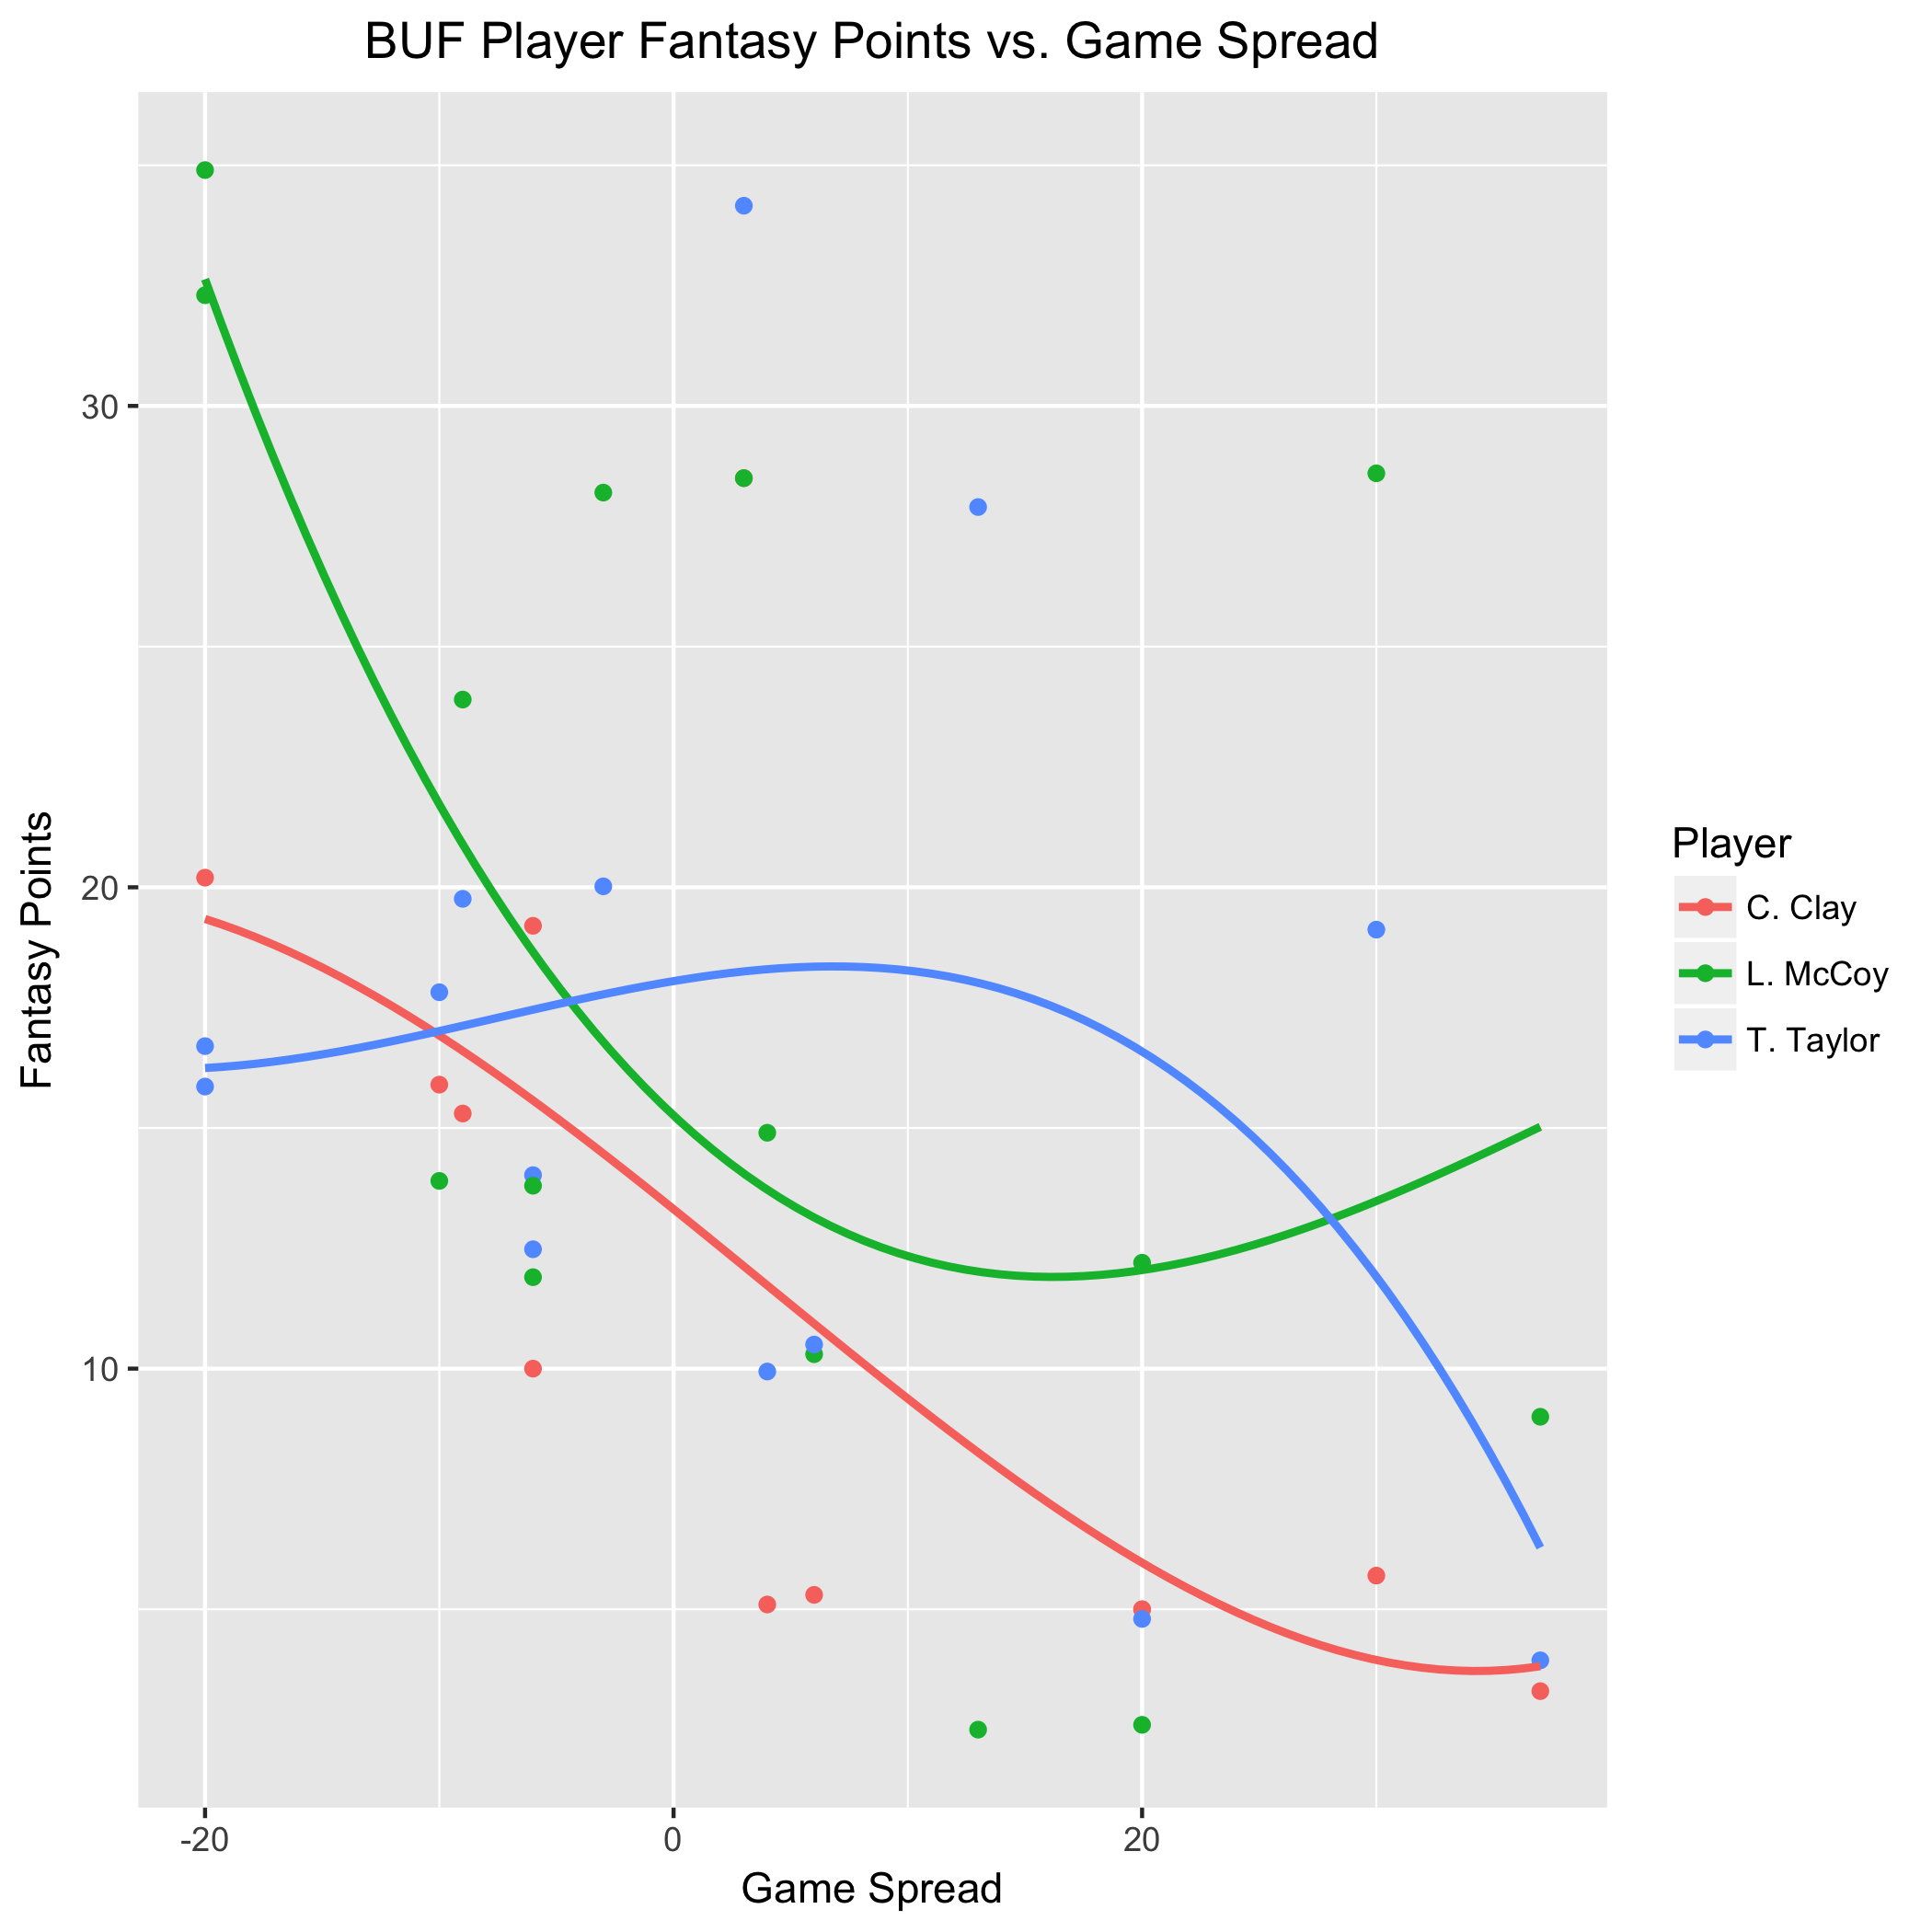 BUF Player Fantasy Points vs. Game Spread
Fantasy Points
30
20
10
-20
0
20
Game Spread
Player
C. Clay
L. McCoy
T. Taylor